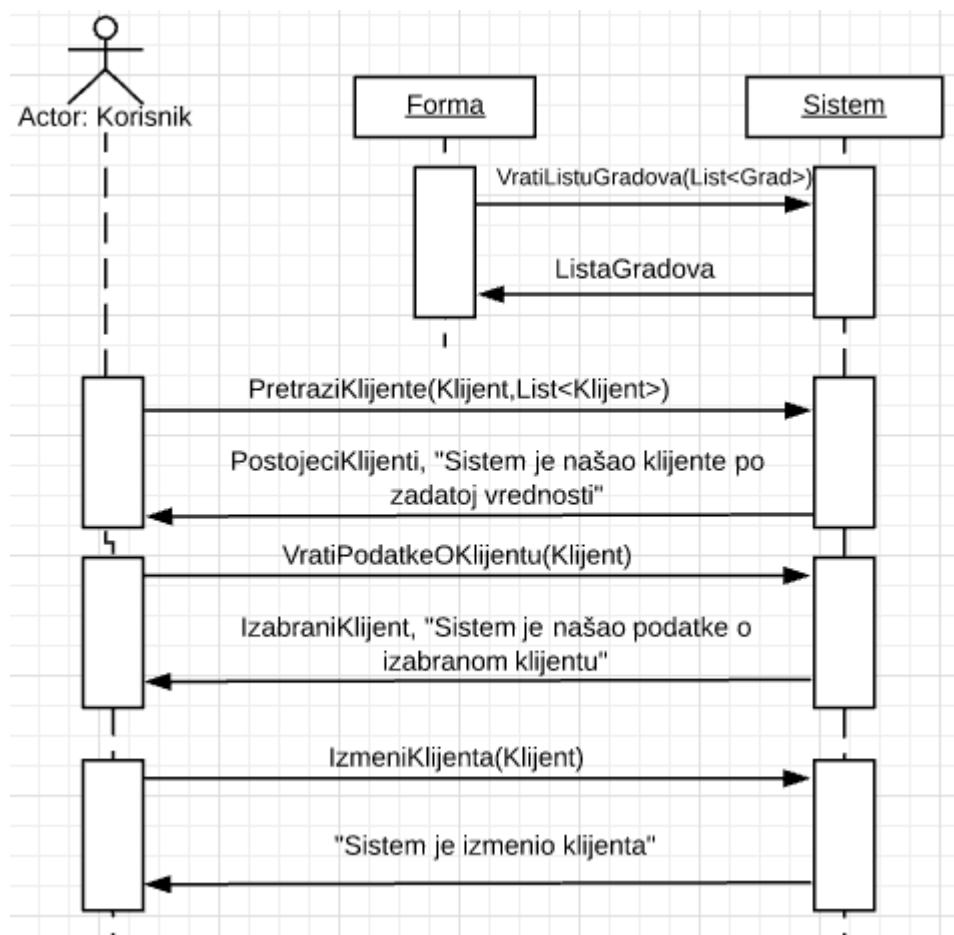 Actor: Korisnik
Forma
Sistem
VratiListuGradova(List<Grad>)
ListaGradova
PretraziKlijente(Klijent,List<Klijent>)
PostojeciKlijenti, "Sistem je našao klijente po
zadatoj vrednosti"
VratiPodatkeOKlijentu(Klijent)
IzabraniKlijent, "Sistem je našao podatke o
izabranom klijentu"
IzmeniKlijenta(Klijent)
"Sistem je izmenio klijenta"